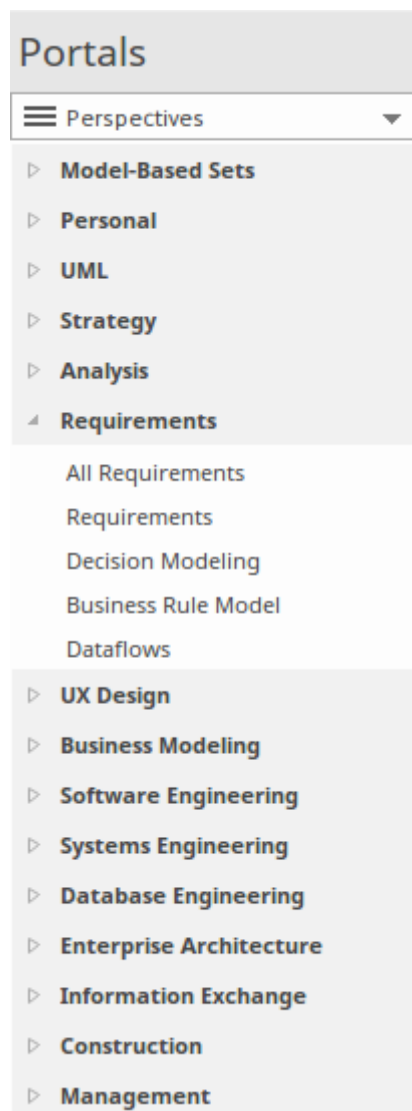 Portals
Perspectives
Model-Based Sets
Personal
UML
Strategy
Analysis
Requirements
All Requirements
Requirements
Decision Modeling
Business Rule Model
Dataflows
UX Design
Business Modeling
Software Engineering
Systems Engineering
Database Engineering
Enterprise Architecture
Information Exchange
Construction
Management